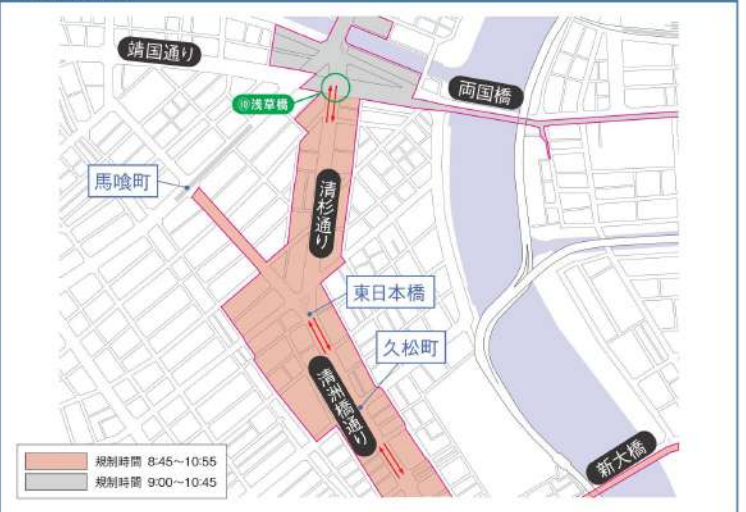 靖国通り
両国橋
⑩浅草橋
馬喰町
清杉通り
東日本橋
久松町
清洲橋通り
新大橋
規制時間 8:45～10:55
規制時間 9:00～10:45